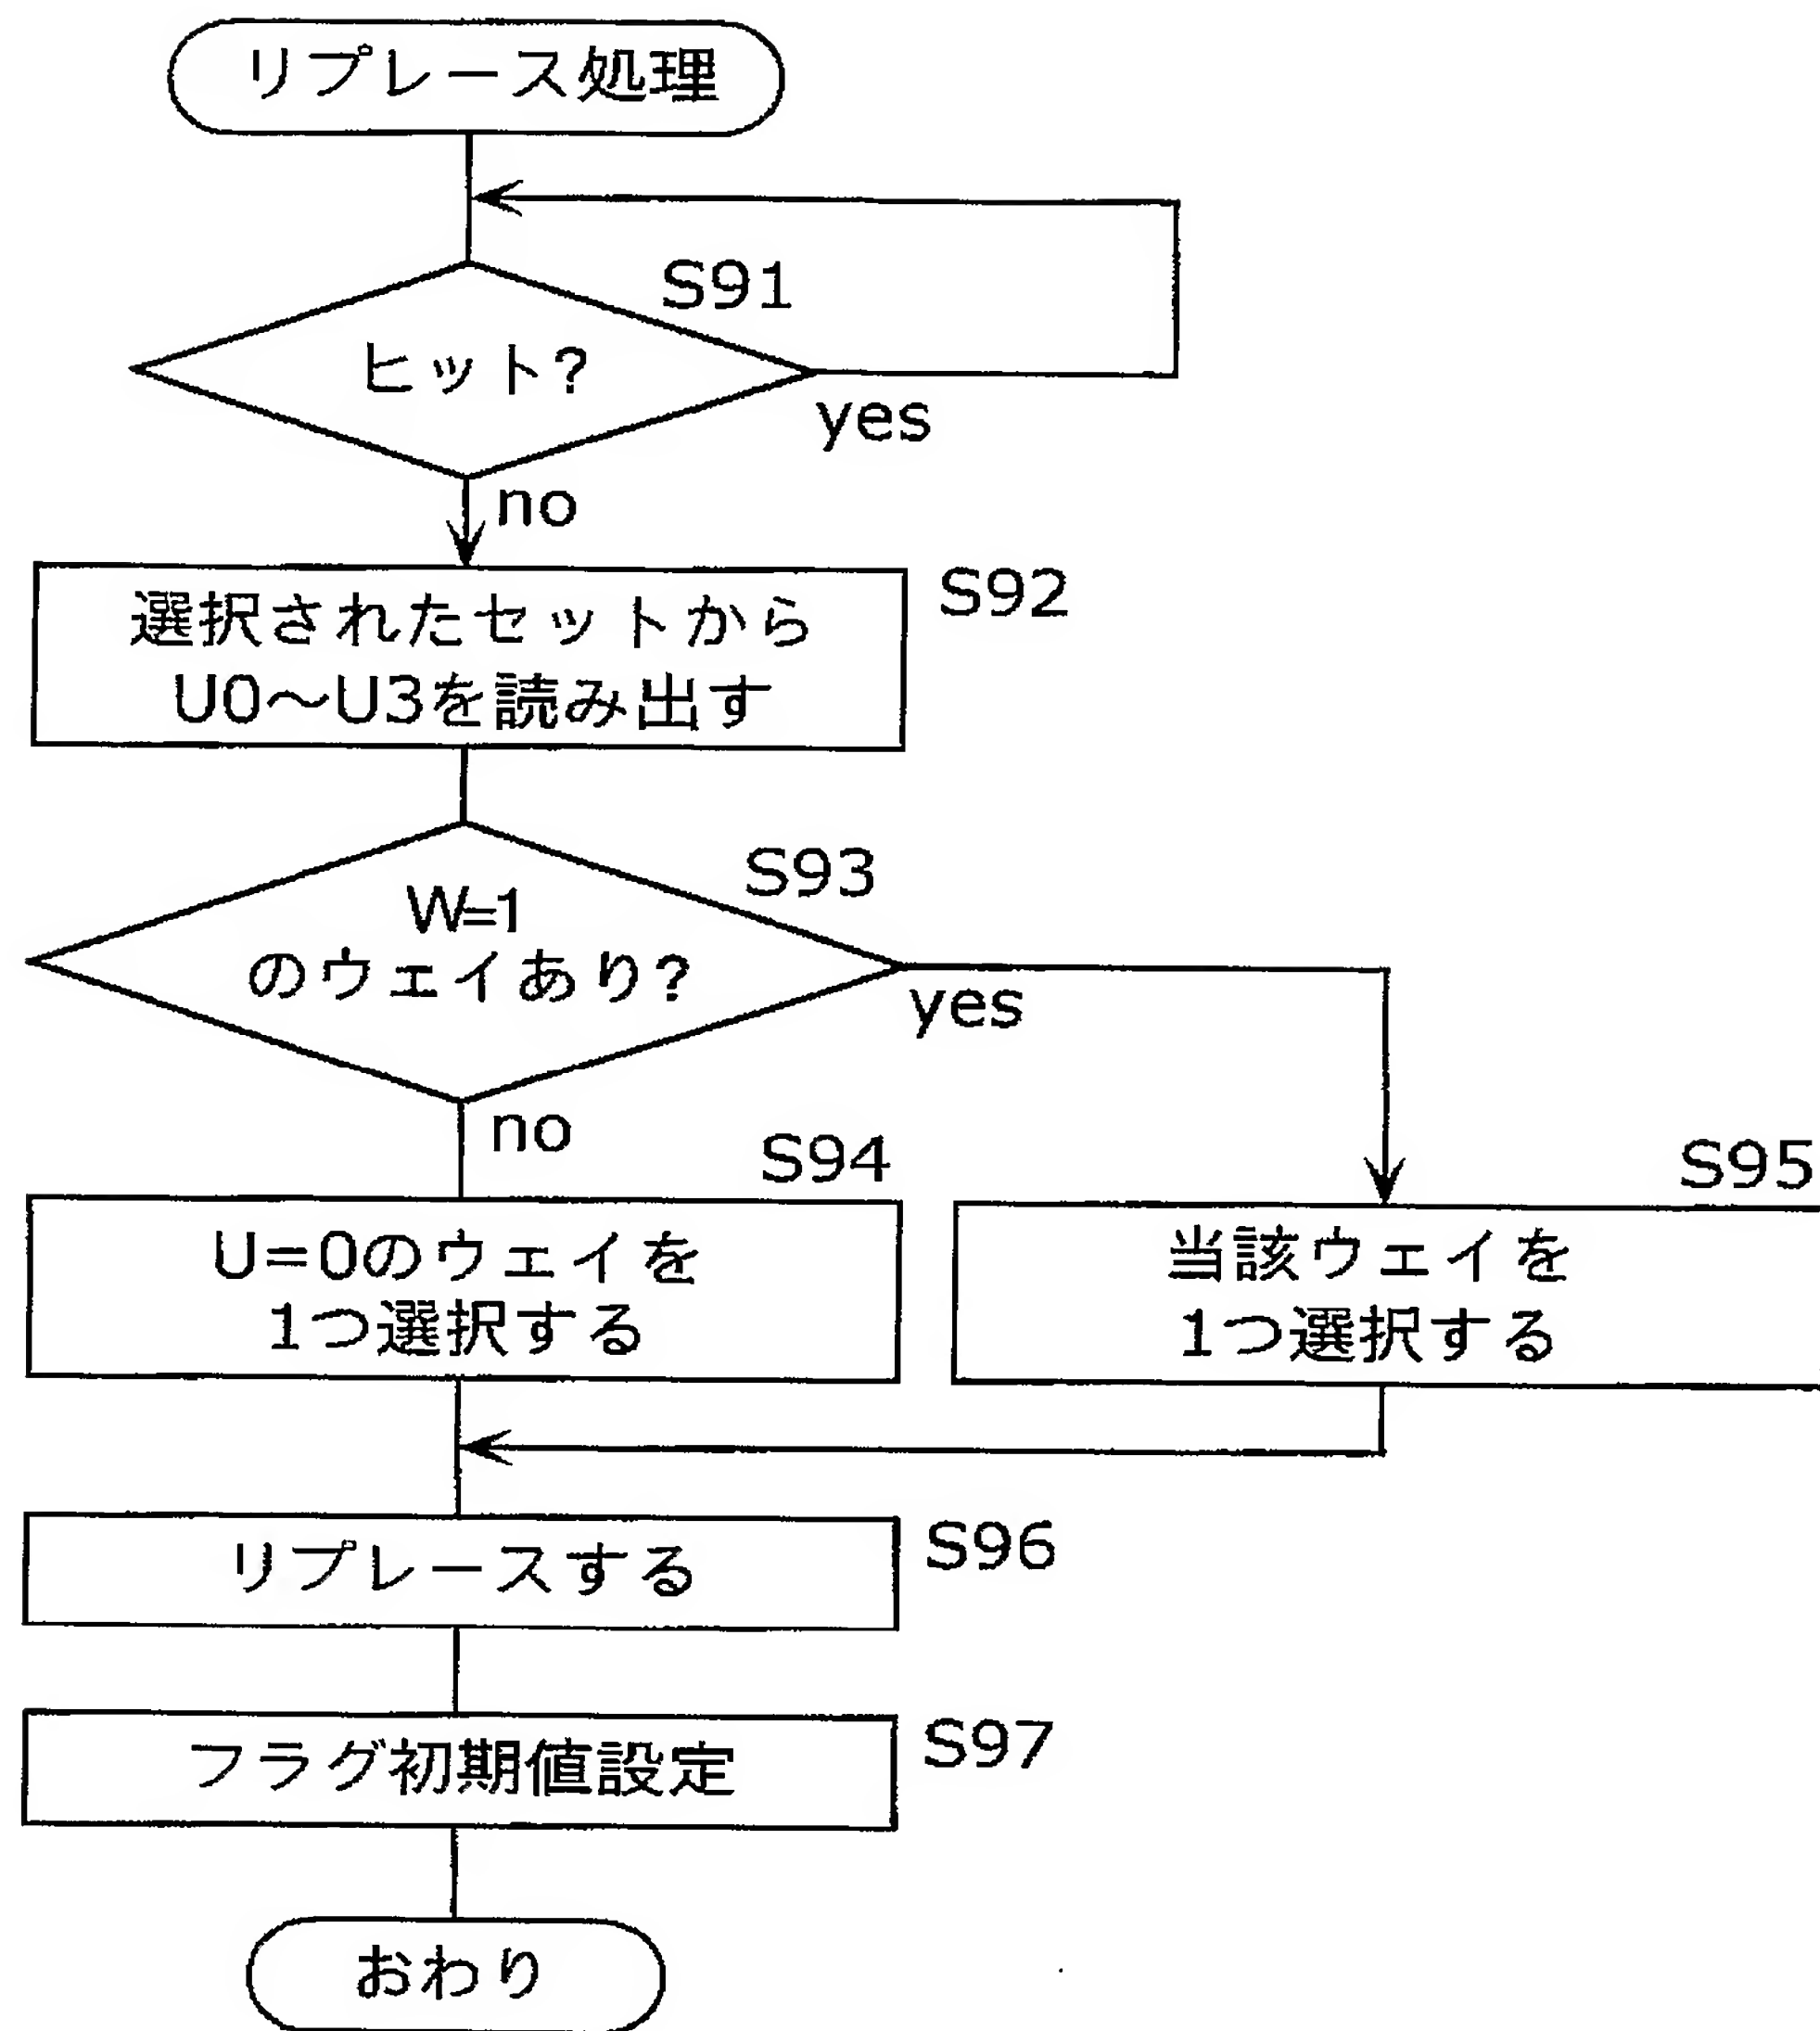 リプレース処理
S91
ヒット?
yes
no
S92
選択されたセットから
U0～U3を読み出す
S93
W=1
のウェイあり?
yes
no
S94
S95
U=0のウェイを
1つ選択する
当該ウェイを
1つ選択する
リプレースする
S96
フラグ初期値設定
S97
おわり